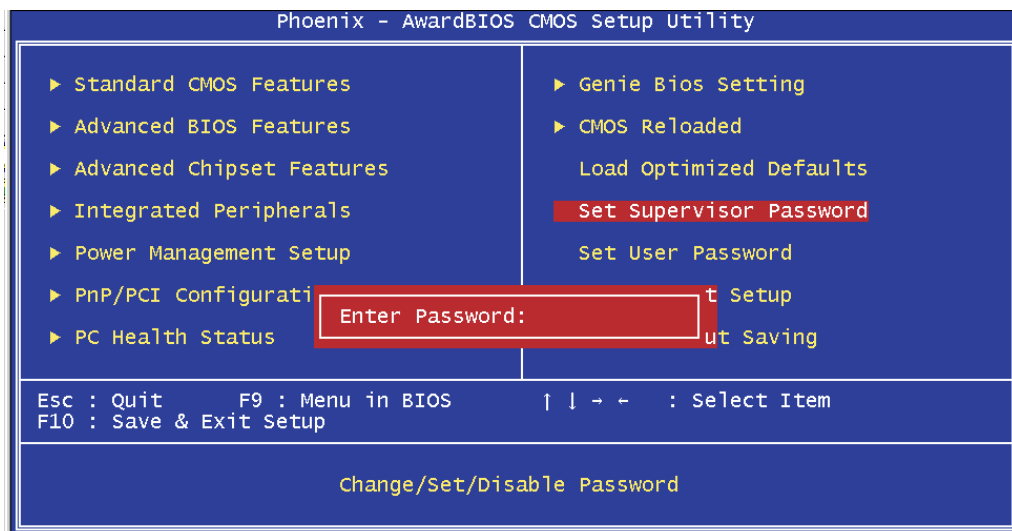 Phoenix - AwardBIOS CMOS Setup Utility
▶ Standard CMOS Features
▶ Advanced BIOS Features
▶ Advanced Chipset Features
▶ Integrated Peripherals
▶ Power Management Setup
▶ PnP/PCI Configurati
▶ PC Health Status
▶ Genie Bios Setting
▶ CMOS Reloaded
Load Optimized Defaults
Set Supervisor Password
Set User Password
t Setup
ut Saving
Enter Password:
Esc : Quit F9 : Menu in BIOS ↑ ↓ → ← : Select Item
F10 : Save & Exit Setup
Change/Set/Disable Password